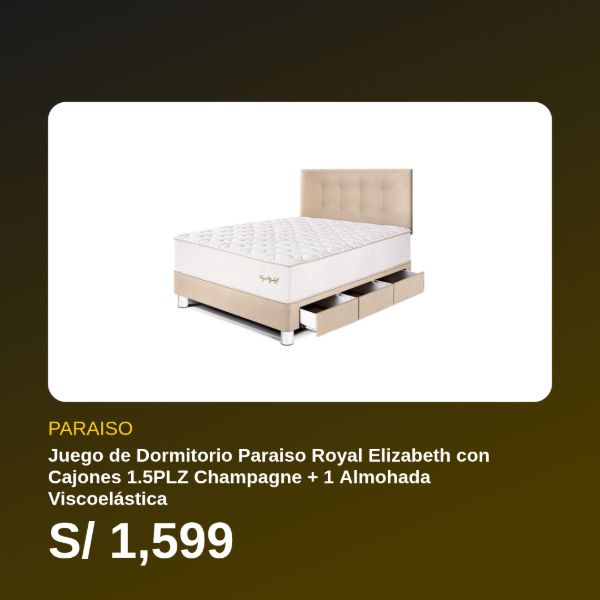 PARAISO
Juego de Dormitorio Paraiso Royal Elizabeth con
Cajones 1.5PLZ Champagne + 1 Almohada
Viscoelástica
S/ 1,599